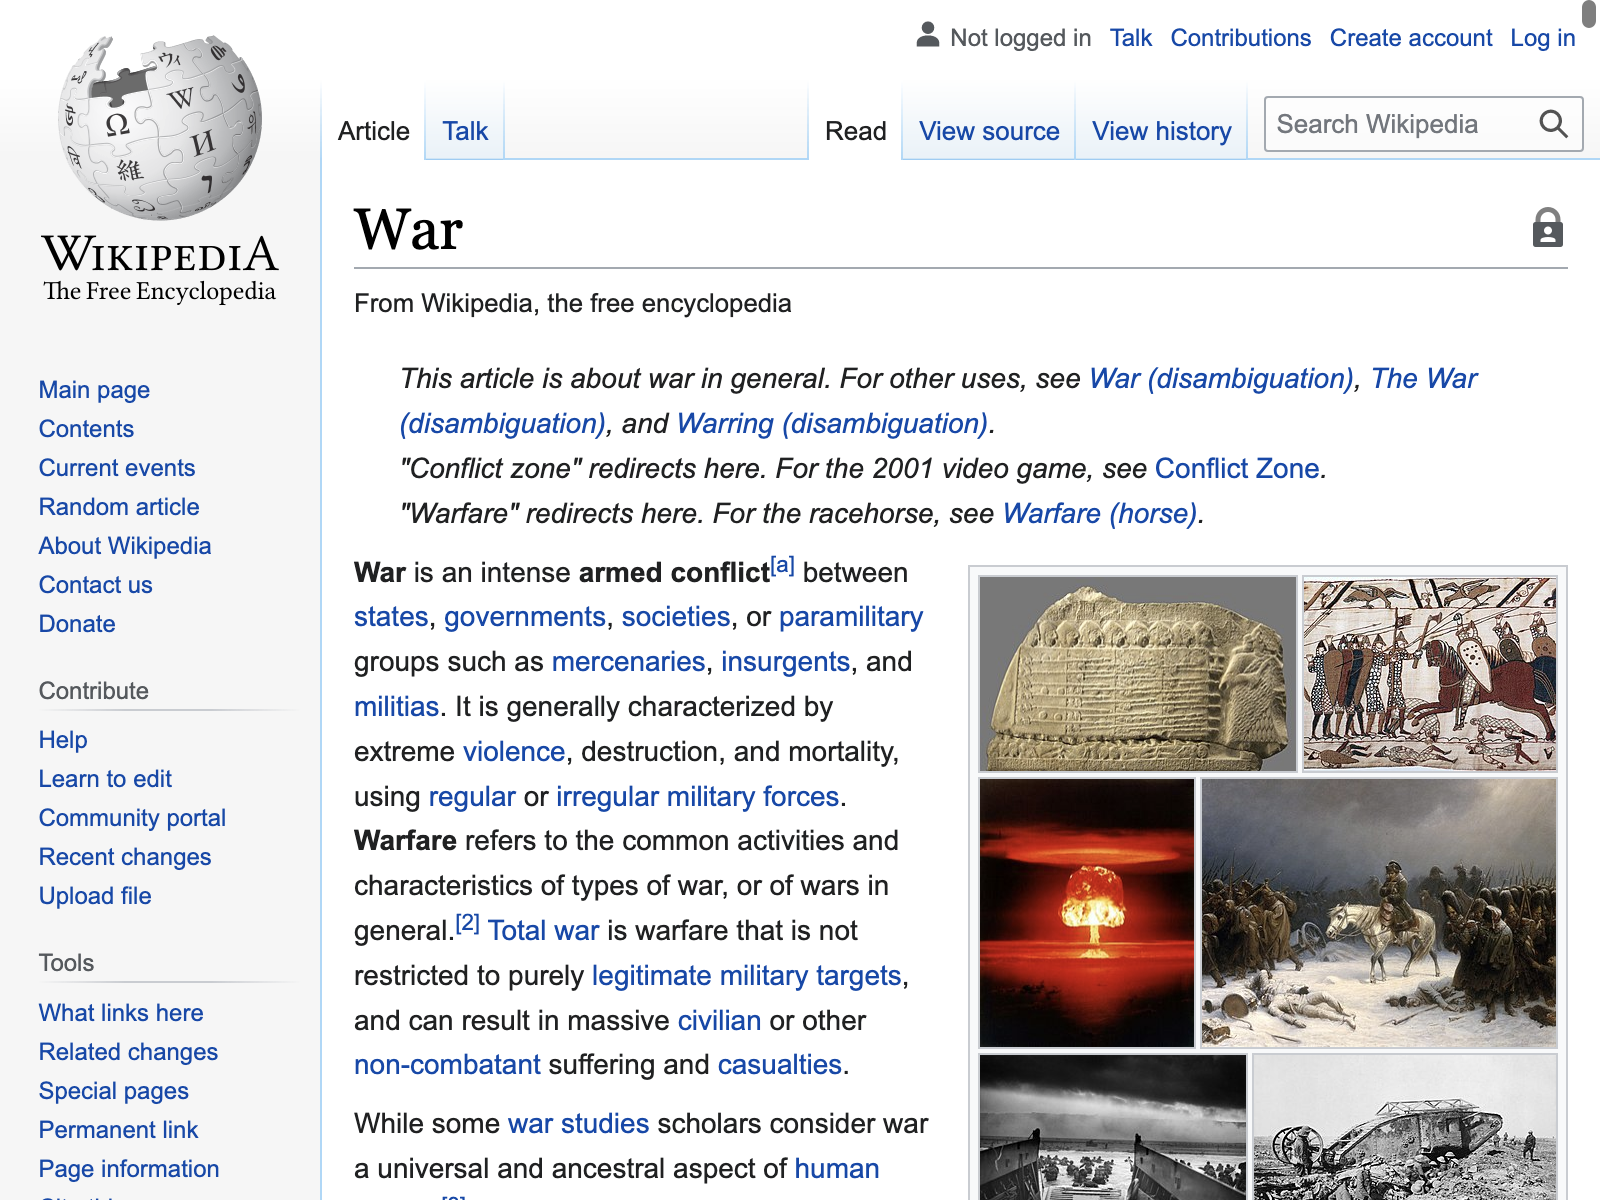 Not logged in Talk Contributions Create account Log in
Article Talk Read View source View history Search Wikipedia
WIKIPEDIA
The Free Encyclopedia
Main page
Contents
Current events
Random article
About Wikipedia
Contact us
Donate
Contribute
Help
Learn to edit
Community portal
Recent changes
Upload file
Tools
What links here
Related changes
Special pages
Permanent link
Page information
War
From Wikipedia, the free encyclopedia
This article is about war in general. For other uses, see War (disambiguation), The War
(disambiguation), and Warring (disambiguation).
"Conflict zone" redirects here. For the 2001 video game, see Conflict Zone.
"Warfare" redirects here. For the racehorse, see Warfare (horse).
War is an intense armed conflict[a] between
states, governments, societies, or paramilitary
groups such as mercenaries, insurgents, and
militias. It is generally characterized by
extreme violence, destruction, and mortality,
using regular or irregular military forces.
Warfare refers to the common activities and
characteristics of types of war, or of wars in
general.[2] Total war is warfare that is not
restricted to purely legitimate military targets,
and can result in massive civilian or other
non-combatant suffering and casualties.
While some war studies scholars consider war
a universal and ancestral aspect of human